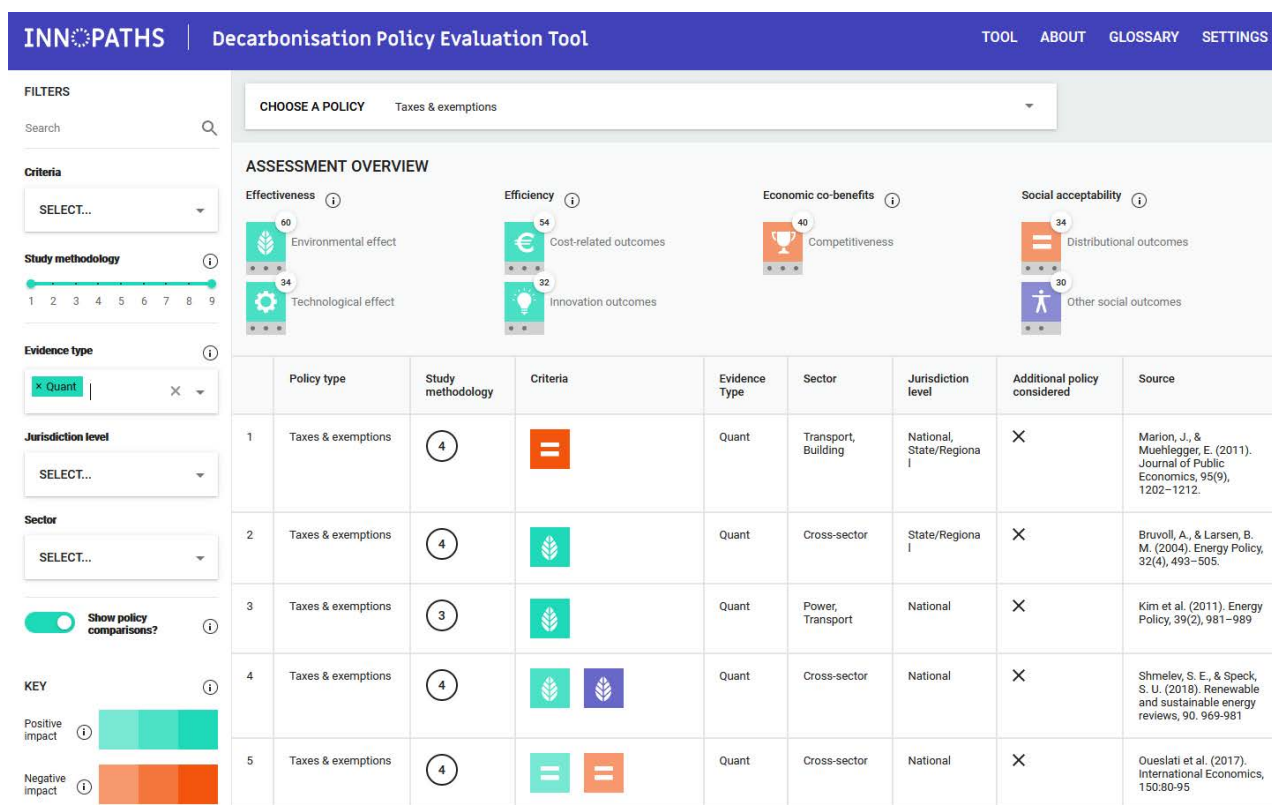 INNOPATHS
Decarbonisation Policy Evaluation Tool
TOOL ABOUT GLOSSARY SETTINGS
FILTERS
Search
Criteria
SELECT...
Study methodology
1 2 3 4 5 6 7 8 9
Evidence type
× Quant
Jurisdiction level
SELECT...
Sector
SELECT...
Show policy
comparisons?
KEY
Positive
impact
Negative
impact
CHOOSE A POLICY Taxes & exemptions
ASSESSMENT OVERVIEW
Effectiveness
60
Environmental effect
34
Technological effect
Efficiency
54
Cost-related outcomes
32
Innovation outcomes
Economic co-benefits
40
Competitiveness
Social acceptability
34
Distributional outcomes
30
Other social outcomes
Policy type
Study
methodology
Criteria
Evidence
Type
Sector
Jurisdiction
level
Additional policy
considered
Source
1
Taxes & exemptions
4
Quant
Transport,
Building
National,
State/Regiona
l
Marion, J., &
Muehlegger, E. (2011).
Journal of Public
Economics, 95(9),
1202–1212.
2
Taxes & exemptions
4
Quant
Cross-sector
State/Regiona
l
Bruvoll, A., & Larsen, B.
M. (2004). Energy Policy,
32(4), 493–505.
3
Taxes & exemptions
3
Quant
Power,
Transport
National
Kim et al. (2011). Energy
Policy, 39(2), 981–989
4
Taxes & exemptions
4
Quant
Cross-sector
National
Shmelev, S. E., & Speck,
S. U. (2018). Renewable
and sustainable energy
reviews, 90. 969-981
5
Taxes & exemptions
4
Quant
Cross-sector
National
Oueslati et al. (2017).
International Economics,
150:80-95